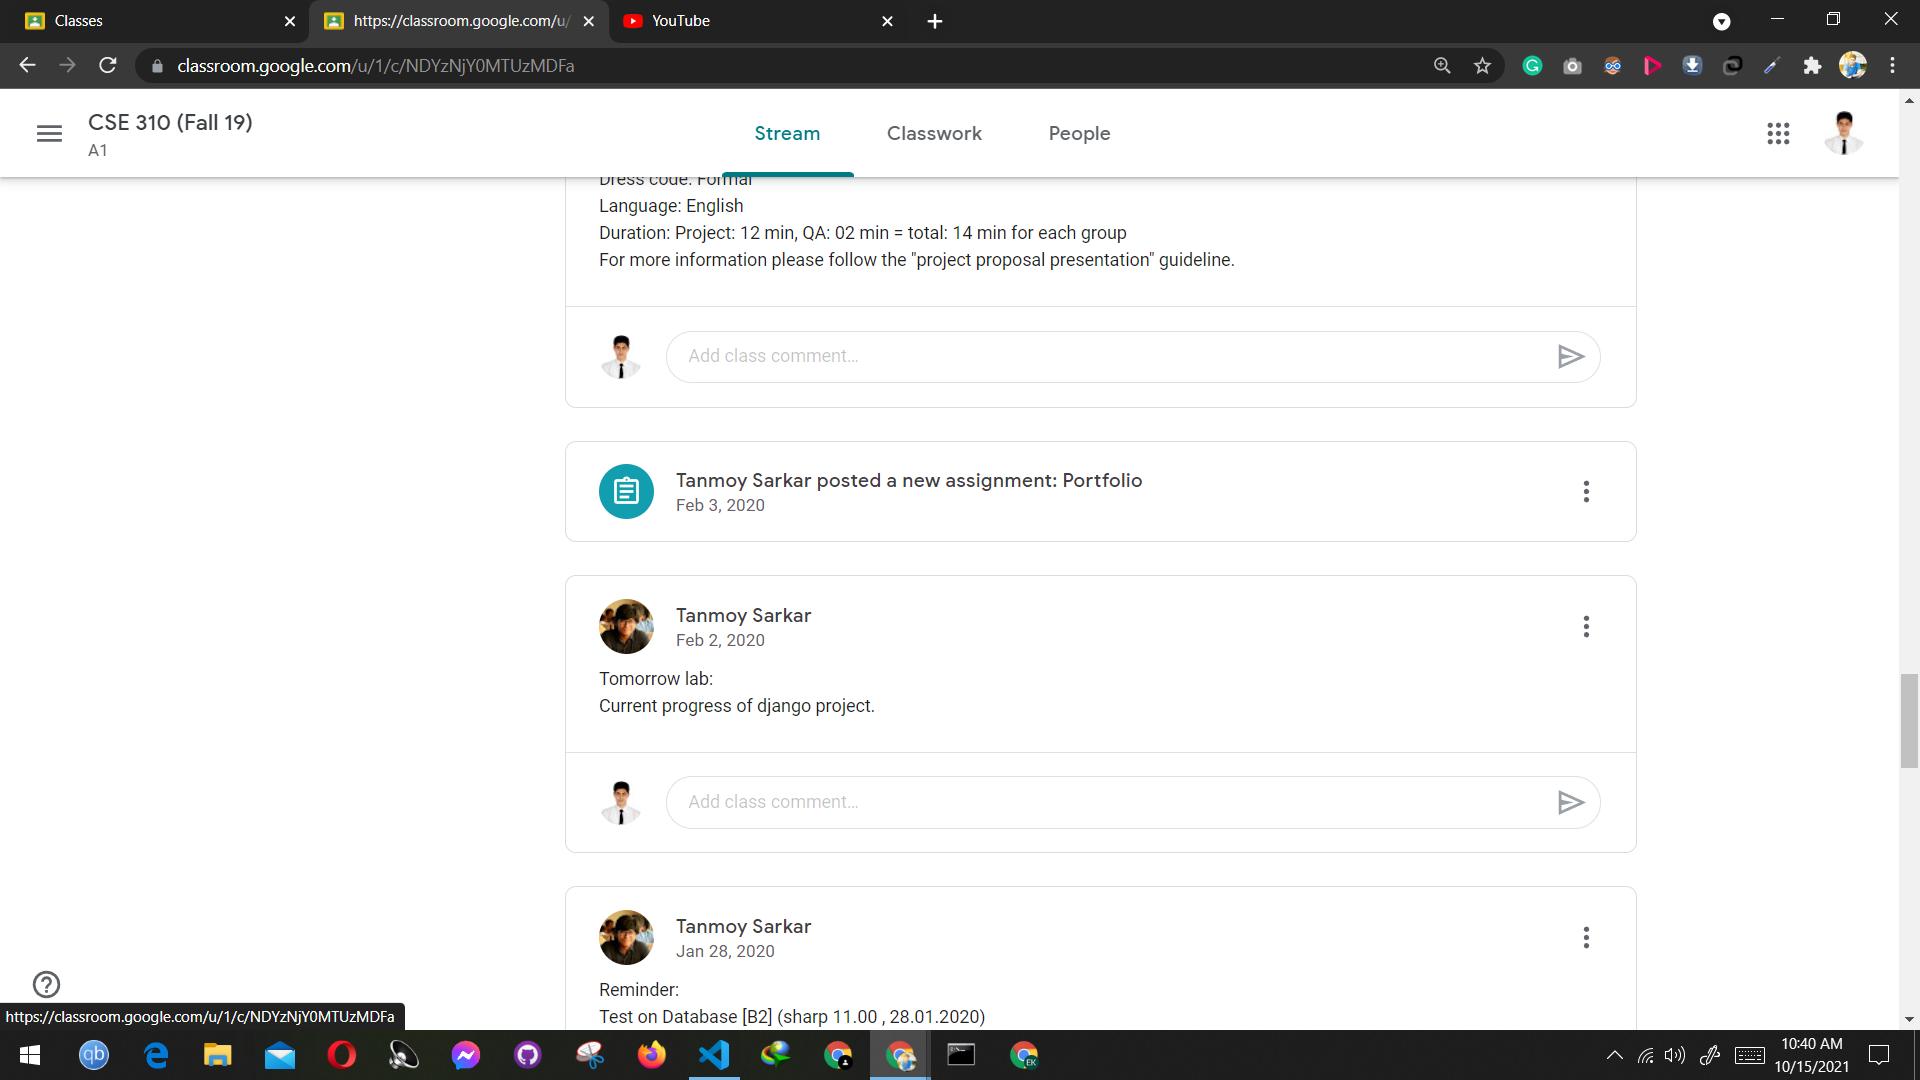 Classes
https://classroom.google.com/u/
YouTube
classroom.google.com/u/1/c/NDYzNjY0MTUzMDFa
CSE 310 (Fall 19)
A1
Stream
Classwork
People
Dress code: Formal
Language: English
Duration: Project: 12 min, QA: 02 min = total: 14 min for each group
For more information please follow the "project proposal presentation" guideline.
Add class comment...
Tanmoy Sarkar posted a new assignment: Portfolio
Feb 3, 2020
Tanmoy Sarkar
Feb 2, 2020
Tomorrow lab:
Current progress of django project.
Add class comment...
Tanmoy Sarkar
Jan 28, 2020
Reminder:
Test on Database [B2] (sharp 11.00 , 28.01.2020)
https://classroom.google.com/u/1/c/NDYzNjY0MTUzMDFa
qb
EK
10:40 AM
10/15/2021